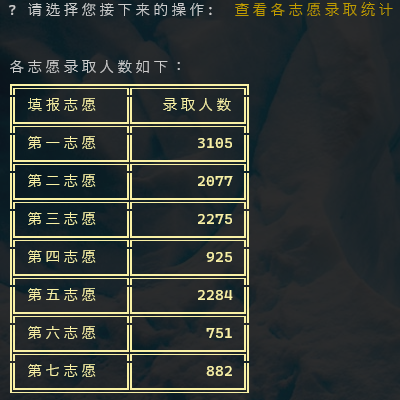 ? 请选择您接下来的操作: 查看各志愿录取统计
各志愿录取人数如下：
填报志愿 录取人数
第一志愿 3105
第二志愿 2077
第三志愿 2275
第四志愿 925
第五志愿 2284
第六志愿 751
第七志愿 882